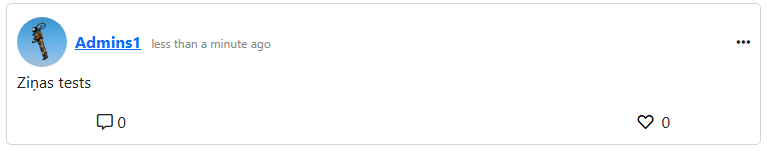 Admins1 less than a minute ago
Ziņas tests
0 0